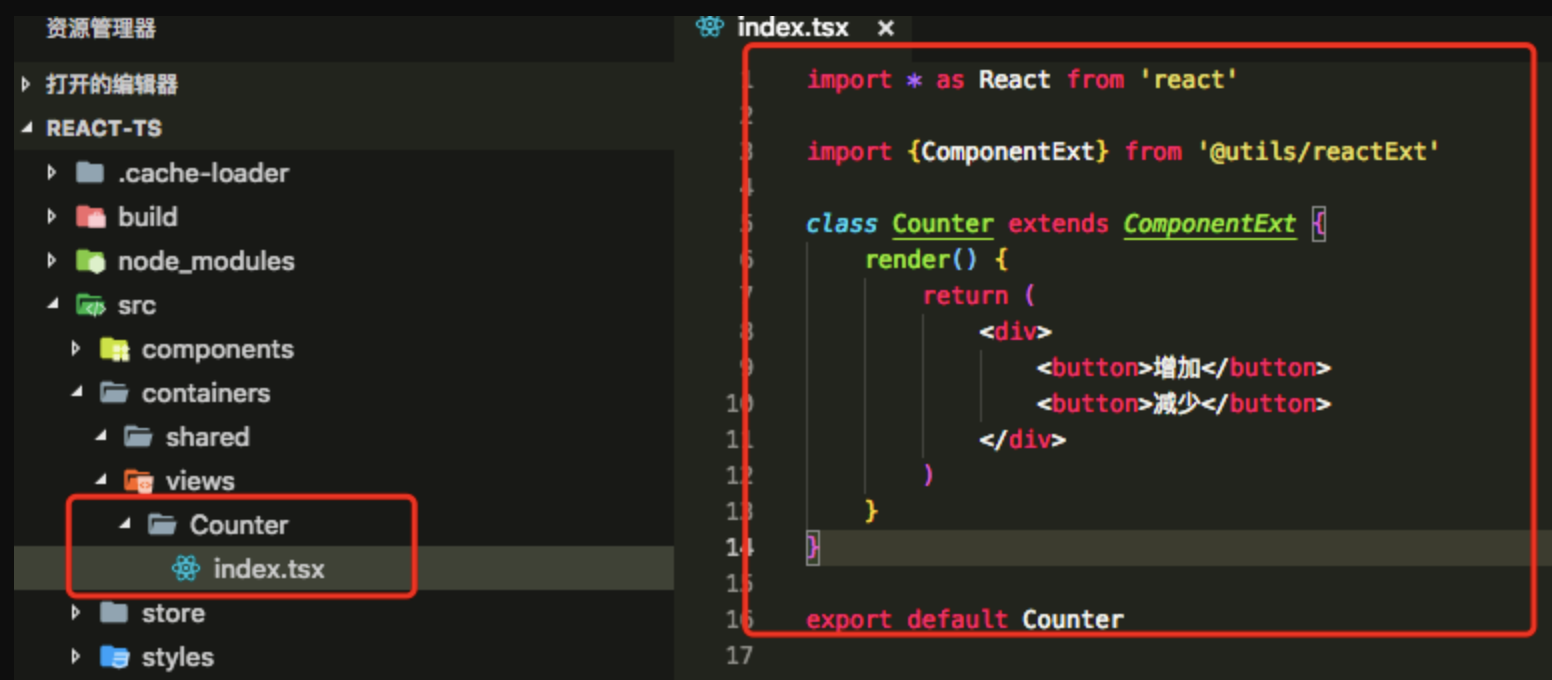 资源管理器
打开的编辑器
REACT-TS
.cache-loader
build
node_modules
src
components
containers
shared
views
Counter
index.tsx
store
styles
index.tsx ×
1 import * as React from 'react'
2
3 import {ComponentExt} from '@utils/reactExt'
4
5 class Counter extends ComponentExt {
6 render() {
7 return (
8 <div>
9 <button>增加</button>
10 <button>减少</button>
11 </div>
12 )
13 }
14 }
15
16 export default Counter
17